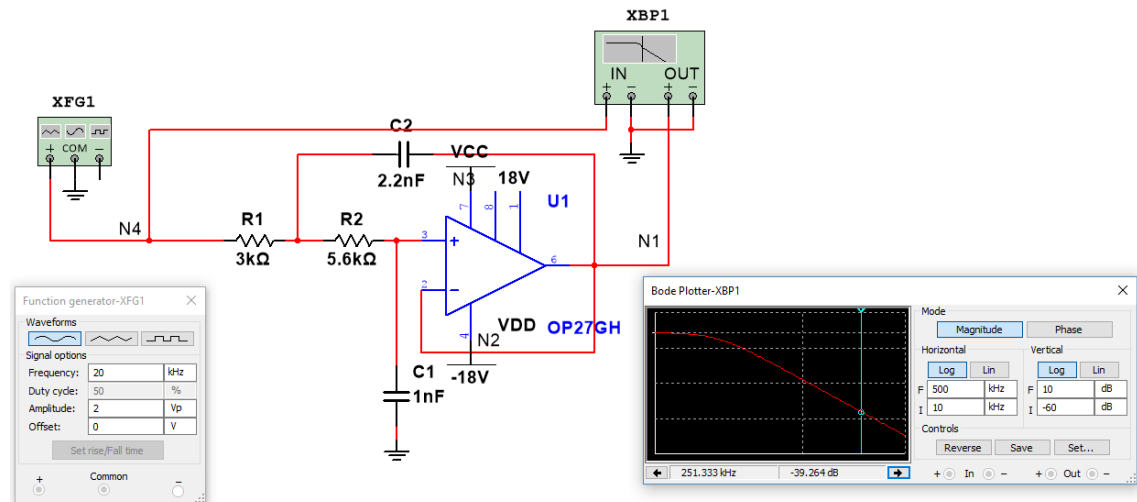 XBP1
IN OUT
+ - + -
XFG1
+ COM -
C2
2.2nF
VCC
N3
18V
7
8
1
U1
N4
R1
3kΩ
R2
5.6kΩ
3
+
2
-
6
N1
4
N2
VDD
OP27GH
-18V
C1
1nF
Function generator-XFG1
Waveforms
Signal options
Frequency: 20 kHz
Duty cycle: 50 %
Amplitude: 2 Vp
Offset: 0 V
Set rise/Fall time
+ Common -
Bode Plotter-XBP1
Mode
Magnitude Phase
Horizontal Vertical
Log Lin Log Lin
F 500 kHz F 10 dB
I 10 kHz I -60 dB
Controls
Reverse Save Set...
251.333 kHz -39.264 dB
+ In - + Out -